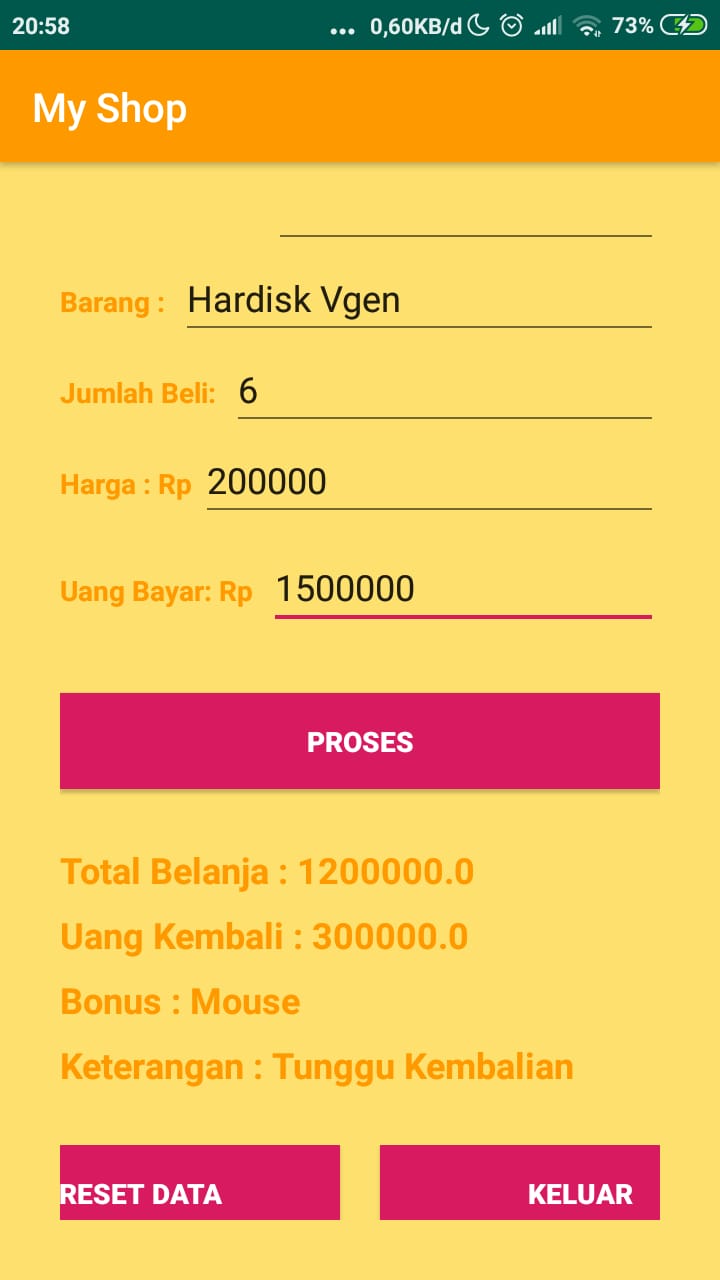 20:58 ... 0,60KB/d 73%
My Shop
Barang : Hardisk Vgen
Jumlah Beli: 6
Harga : Rp 200000
Uang Bayar: Rp 1500000
PROSES
Total Belanja : 1200000.0
Uang Kembali : 300000.0
Bonus : Mouse
Keterangan : Tunggu Kembalian
RESET DATA KELUAR